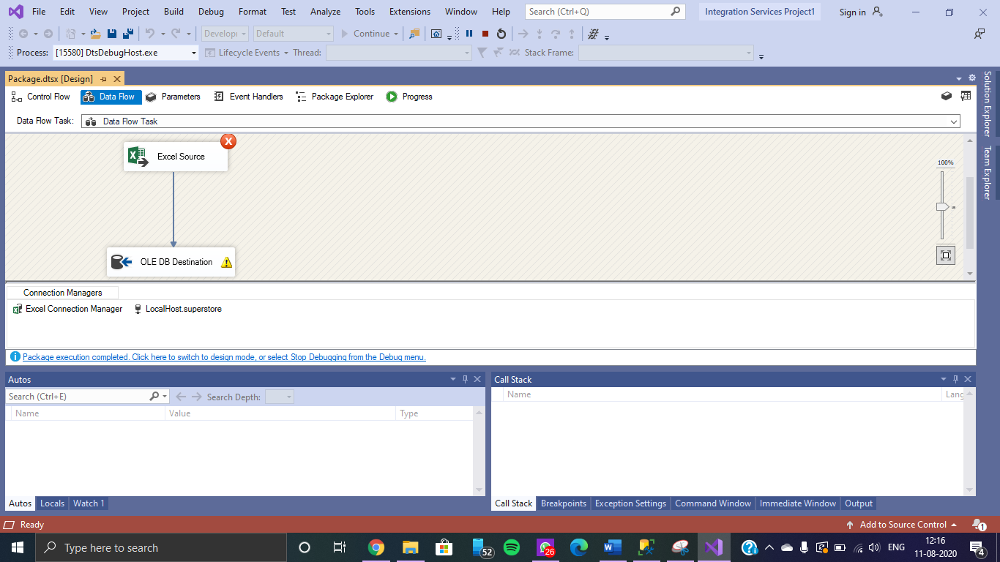 File Edit View Project Build Debug Format Test Analyze Tools Extensions Window Help Search (Ctrl+Q) Integration Services Project1 Sign in
Develop Default Continue
Process: [15580] DtsDebugHost.exe Lifecycle Events Thread: Stack Frame:
Package.dtsx [Design]
Control Flow Data Flow Parameters Event Handlers Package Explorer Progress
Data Flow Task: Data Flow Task
X
Excel Source
100%
OLE DB Destination
Solution Explorer
Team Explorer
Connection Managers
Excel Connection Manager LocalHost.superstore
Package execution completed. Click here to switch to design mode, or select Stop Debugging from the Debug menu.
Autos
Search (Ctrl+E) Search Depth:
Name Value Type
Autos Locals Watch 1
Call Stack
Name Lang
Call Stack Breakpoints Exception Settings Command Window Immediate Window Output
Ready Add to Source Control 1
Type here to search 52 26 ENG 12:16
11-08-2020 4